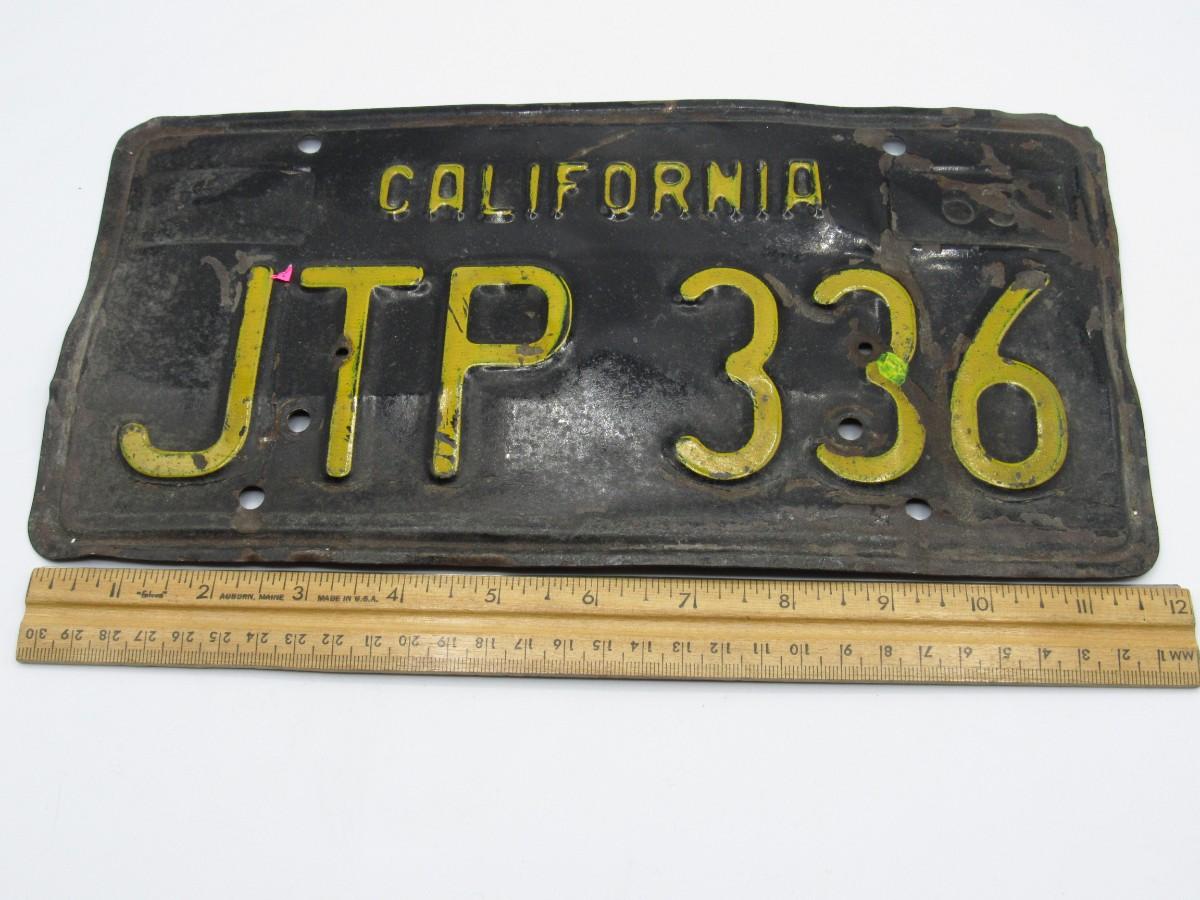 CALIFORNIA
63
JTP 336
1 2 AUBURN, MAINE 3 MADE IN U.S.A. 4 5 6 7 8 9 10 11 12
30 29 28 27 26 25 24 23 22 21 20 19 18 17 16 15 14 13 12 11 10 9 8 7 6 5 4 3 2 1 MM